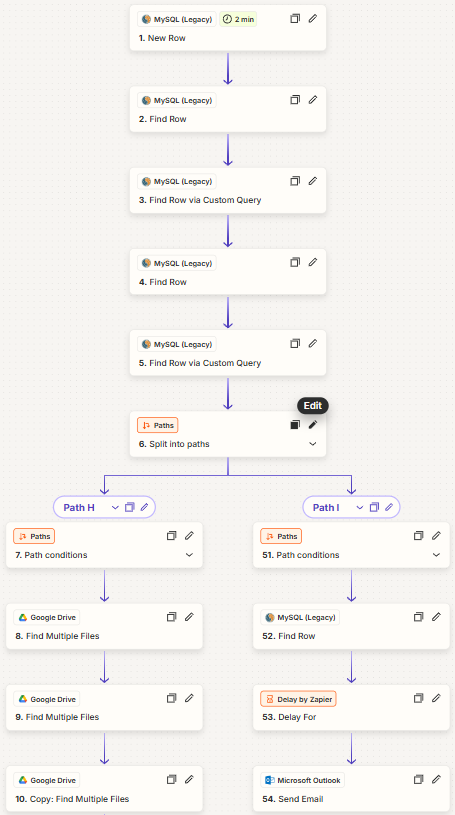 MySQL (Legacy) 2 min
1. New Row
MySQL (Legacy)
2. Find Row
MySQL (Legacy)
3. Find Row via Custom Query
MySQL (Legacy)
4. Find Row
MySQL (Legacy)
5. Find Row via Custom Query
Edit
Paths
6. Split into paths
Path H
Paths
7. Path conditions
Google Drive
8. Find Multiple Files
Google Drive
9. Find Multiple Files
Google Drive
10. Copy: Find Multiple Files
Path I
Paths
51. Path conditions
MySQL (Legacy)
52. Find Row
Delay by Zapier
53. Delay For
Microsoft Outlook
54. Send Email